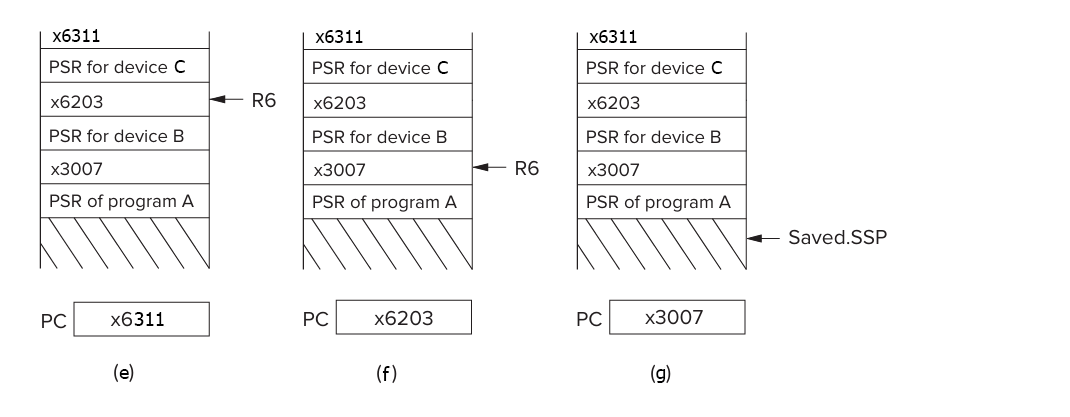 x6311
PSR for device C
x6203
R6
PSR for device B
x3007
PSR of program A
PC
x6311
(e)
x6311
PSR for device C
x6203
PSR for device B
x3007
R6
PSR of program A
PC
x6203
(f)
x6311
PSR for device C
x6203
PSR for device B
x3007
PSR of program A
Saved.SSP
PC
x3007
(g)